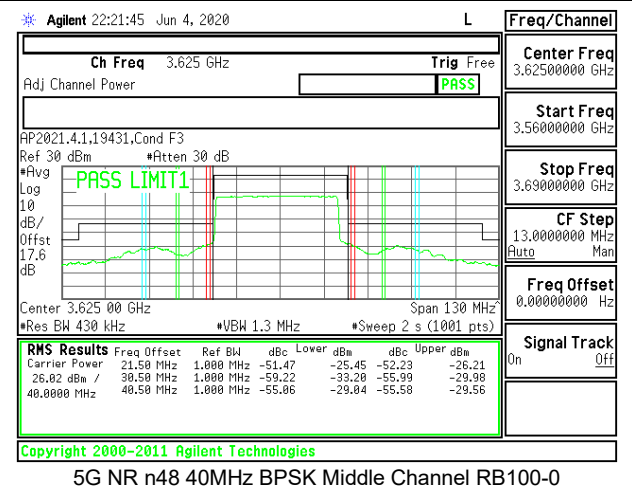 Agilent 22:21:45 Jun 4, 2020 L Freq/Channel
Ch Freq 3.625 GHz Trig Free
Adj Channel Power PASS
Center Freq
3.62500000 GHz
Start Freq
3.56000000 GHz
AP2021.4.1,19431,Cond F3
Ref 30 dBm #Atten 30 dB
#Avg
Log
10
dB/
Offst
17.6
dB
PASS LIMIT1
Stop Freq
3.69000000 GHz
CF Step
13.0000000 MHz
Auto Man
Freq Offset
0.00000000 Hz
Center 3.625 00 GHz Span 130 MHz^
#Res BW 430 kHz #VBW 1.3 MHz #Sweep 2 s (1001 pts)
Signal Track
On Off
RMS Results Freq Offset Ref BW dBc Lower dBm dBc Upper dBm
Carrier Power 21.50 MHz 1.000 MHz -51.47 -25.45 -52.23 -26.21
26.02 dBm / 30.50 MHz 1.000 MHz -59.22 -33.20 -55.99 -29.98
40.0000 MHz 40.50 MHz 1.000 MHz -55.06 -29.04 -55.58 -29.56
Copyright 2000-2011 Agilent Technologies
5G NR n48 40MHz BPSK Middle Channel RB100-0